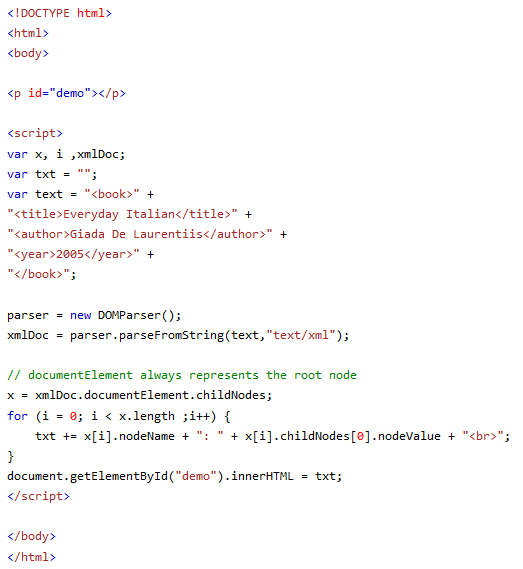 <!DOCTYPE html>
<html>
<body>

<p id="demo"></p>

<script>
var x, i ,xmlDoc;
var txt = "";
var text = "<book>" +
"<title>Everyday Italian</title>" +
"<author>Giada De Laurentiis</author>" +
"<year>2005</year>" +
"</book>";

parser = new DOMParser();
xmlDoc = parser.parseFromString(text,"text/xml");

// documentElement always represents the root node
x = xmlDoc.documentElement.childNodes;
for (i = 0; i < x.length ;i++) {
    txt += x[i].nodeName + ": " + x[i].childNodes[0].nodeValue + "<br>";
}
document.getElementById("demo").innerHTML = txt;
</script>

</body>
</html>